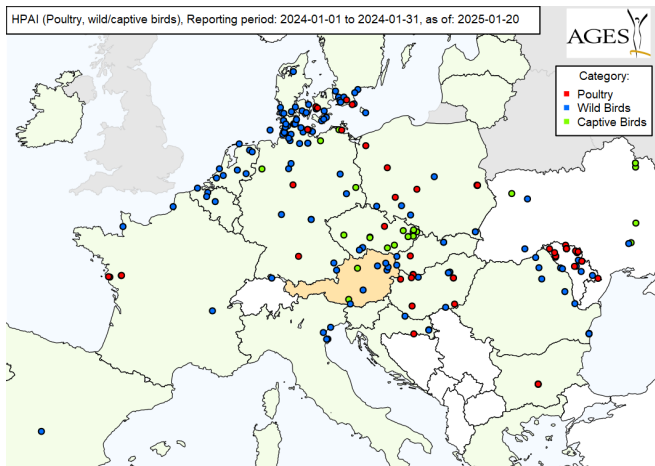 HPAI (Poultry, wild/captive birds), Reporting period: 2024-01-01 to 2024-01-31, as of: 2025-01-20
AGES
Category:
Poultry
Wild Birds
Captive Birds